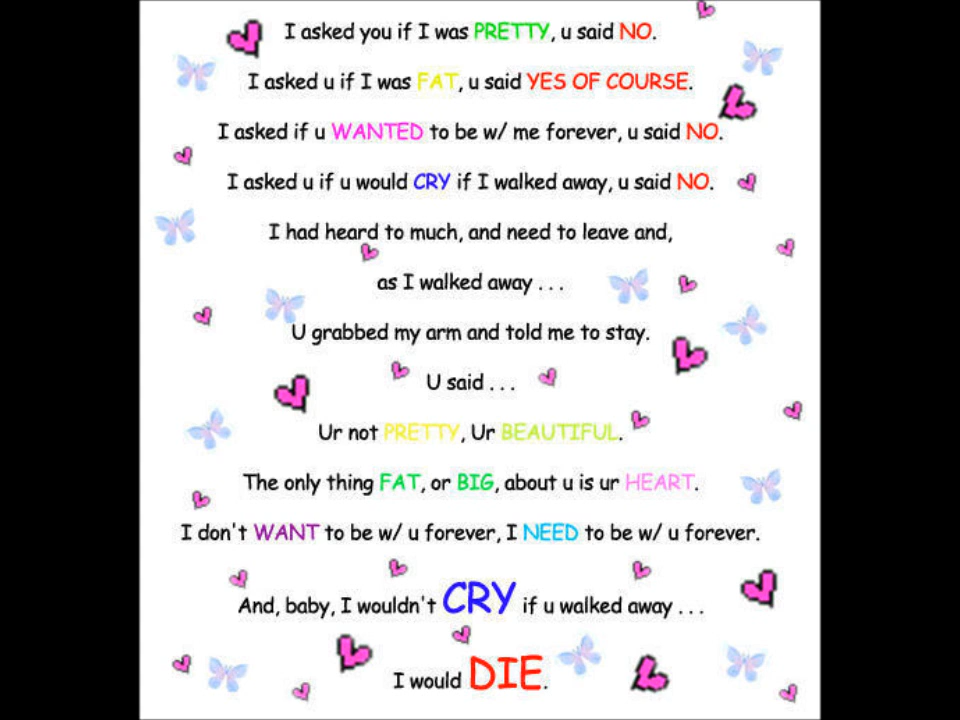 I asked you if I was PRETTY, u said NO.
I asked u if I was FAT, u said YES OF COURSE.
I asked if u WANTED to be w/ me forever, u said NO.
I asked u if u would CRY if I walked away, u said NO.
I had heard to much, and need to leave and,
as I walked away . . .
U grabbed my arm and told me to stay.
U said . . .
Ur not PRETTY, Ur BEAUTIFUL.
The only thing FAT, or BIG, about u is ur HEART.
I don't WANT to be w/ u forever, I NEED to be w/ u forever.
And, baby, I wouldn't CRY if u walked away . . .
I would DIE.